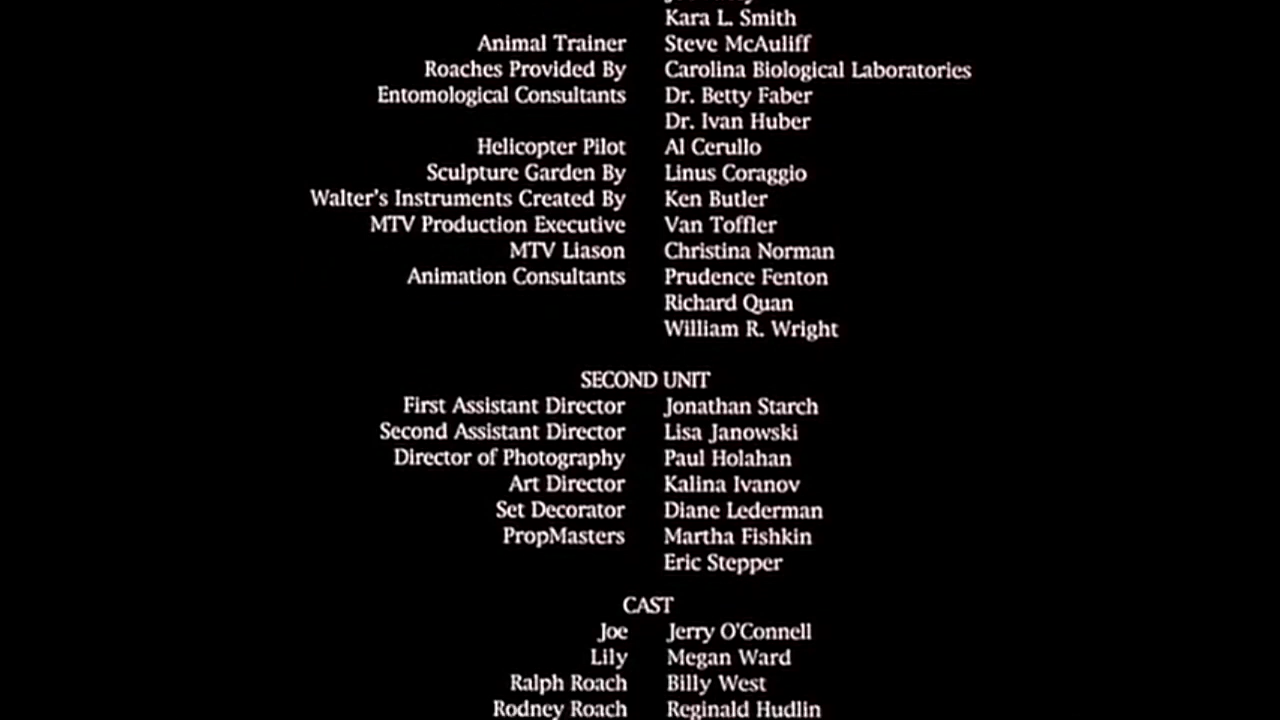 Kara L. Smith
Animal Trainer Steve McAuliff
Roaches Provided By Carolina Biological Laboratories
Entomological Consultants Dr. Betty Faber
Dr. Ivan Huber
Helicopter Pilot Al Cerullo
Sculpture Garden By Linus Coraggio
Walter's Instruments Created By Ken Butler
MTV Production Executive Van Toffler
MTV Liason Christina Norman
Animation Consultants Prudence Fenton
Richard Quan
William R. Wright
SECOND UNIT
First Assistant Director Jonathan Starch
Second Assistant Director Lisa Janowski
Director of Photography Paul Holahan
Art Director Kalina Ivanov
Set Decorator Diane Lederman
PropMasters Martha Fishkin
Eric Stepper
CAST
Joe Jerry O'Connell
Lily Megan Ward
Ralph Roach Billy West
Rodney Roach Reginald Hudlin